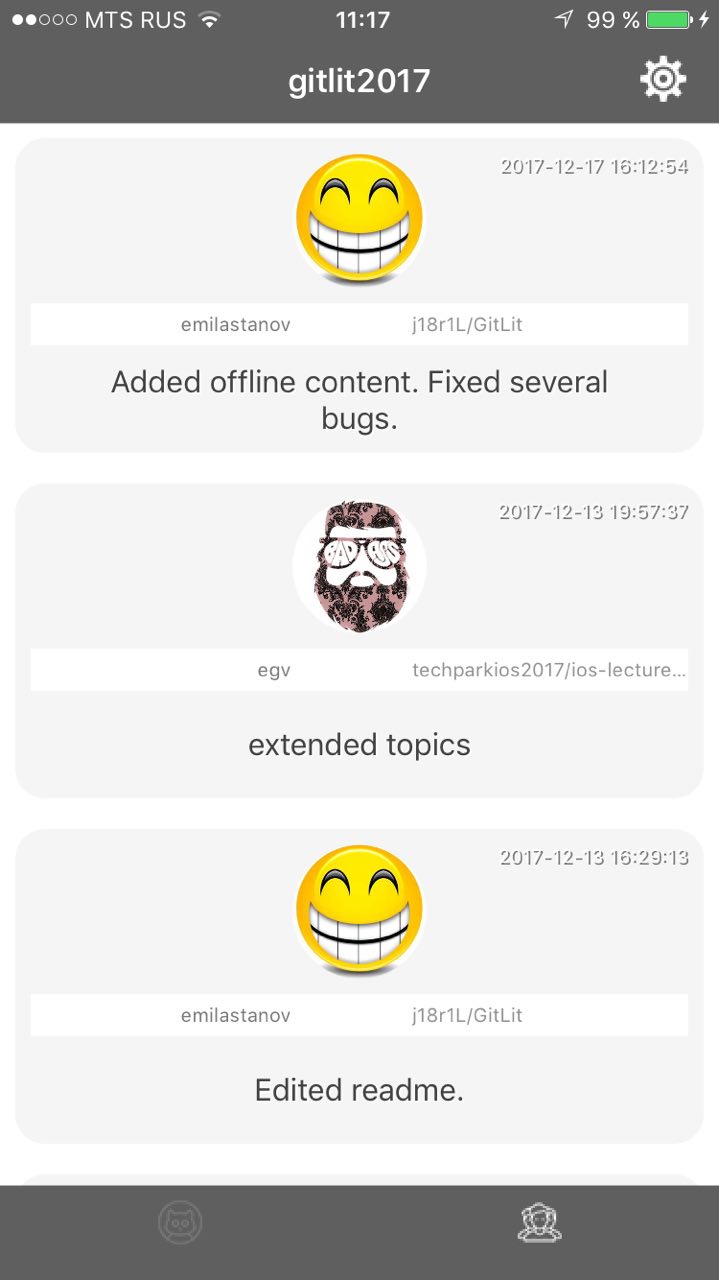 MTS RUS 11:17 99 %
gitlit2017
2017-12-17 16:12:54
emilastanov j18r1L/GitLit
Added offline content. Fixed several
bugs.
2017-12-13 19:57:37
BAD BOYS
egv techparkios2017/ios-lecture...
extended topics
2017-12-13 16:29:13
emilastanov j18r1L/GitLit
Edited readme.